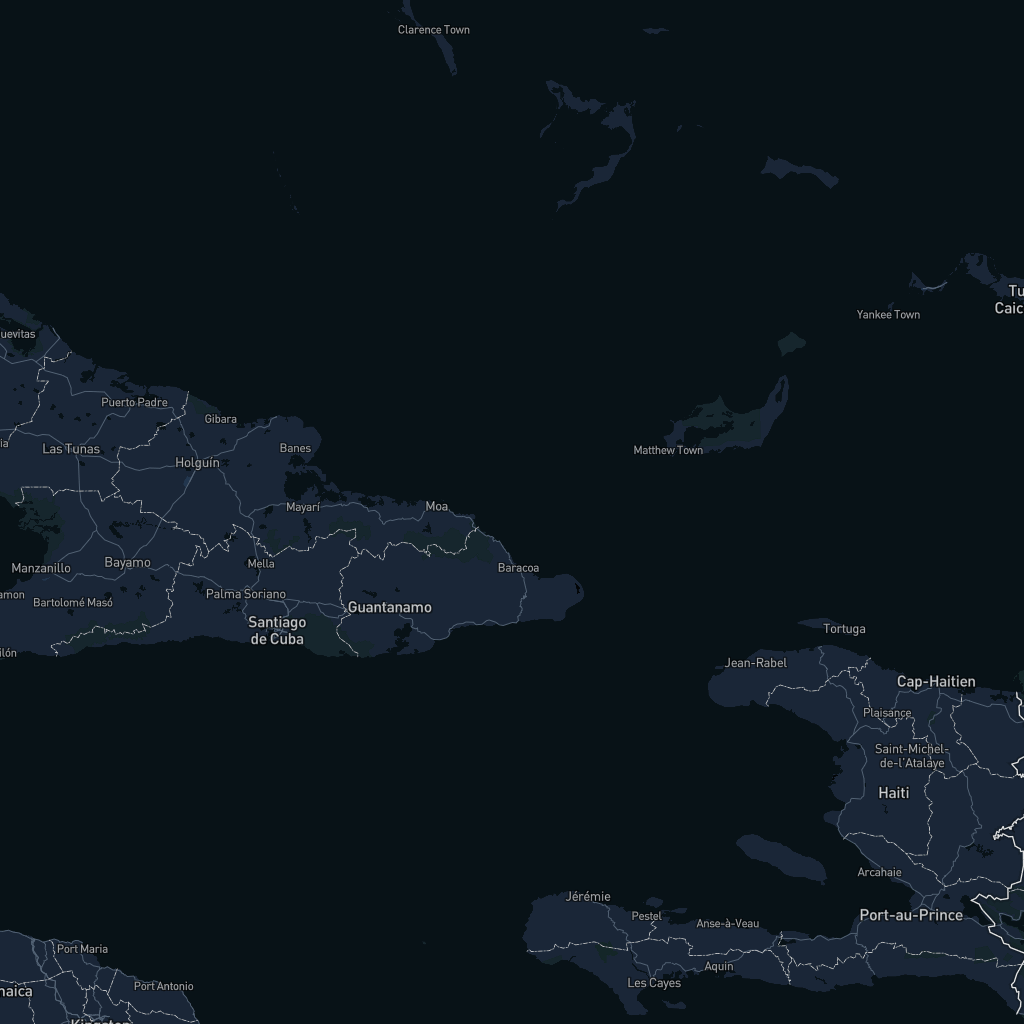 Clarence Town
Tu
Caic
Yankee Town
uevitas
Puerto Padre
Gibara
ia
Las Tunas
Banes
Matthew Town
Holguín
Mayarí
Moa
Manzanillo
Bayamo
Mella
Baracoa
amon
Bartolomé Masó
Palma Soriano
Guantanamo
Santiago
de Cuba
Tortuga
ilón
Jean-Rabel
Cap-Haitien
Plaisance
Saint-Michel-
de-l'Atalaye
Haiti
Arcahaie
Jérémie
Pestel
Anse-à-Veau
Port-au-Prince
Port Maria
Aquin
Les Cayes
Port Antonio
naica
Kingston